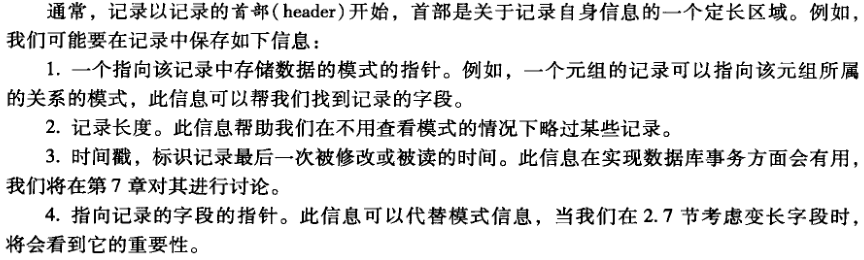 通常，记录以记录的首部(header)开始，首部是关于记录自身信息的一个定长区域。例如，
我们可能要在记录中保存如下信息：
1. 一个指向该记录中存储数据的模式的指针。例如，一个元组的记录可以指向该元组所属
的关系的模式，此信息可以帮我们找到记录的字段。
2. 记录长度。此信息帮助我们在不用查看模式的情况下略过某些记录。
3. 时间戳，标识记录最后一次被修改或被读的时间。此信息在实现数据库事务方面会有用，
我们将在第 7 章对其进行讨论。
4. 指向记录的字段的指针。此信息可以代替模式信息，当我们在 2.7 节考虑变长字段时，
将会看到它的重要性。